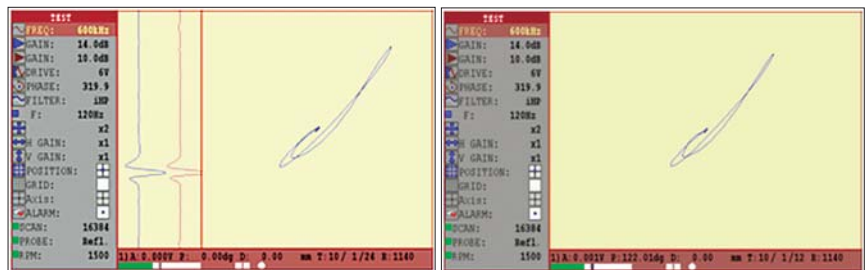 TEST
FREQ: 600kHz
GAIN: 14.0dB
GAIN: 10.0dB
DRIVE: 6V
PHASE: 319.9
FILTER: iHP
F: 120Hz
x2
H GAIN: x1
V GAIN: x1
POSITION:
GRID:
Axis:
ALARM:
SCAN: 16384
PROBE: Refl.
RPM: 1500
1)A:0.000V P: 0.00dg D: 0.00 mm T:10/ 1/24 R:1140
TEST
FREQ: 600kHz
GAIN: 14.0dB
GAIN: 10.0dB
DRIVE: 6V
PHASE: 319.9
FILTER: iHP
F: 120Hz
x2
H GAIN: x1
V GAIN: x1
POSITION:
GRID:
Axis:
ALARM:
SCAN: 16384
PROBE: Refl.
RPM: 1500
1)A:0.001V P:122.01dg D: 0.00 mm T:10/ 1/12 R:1140